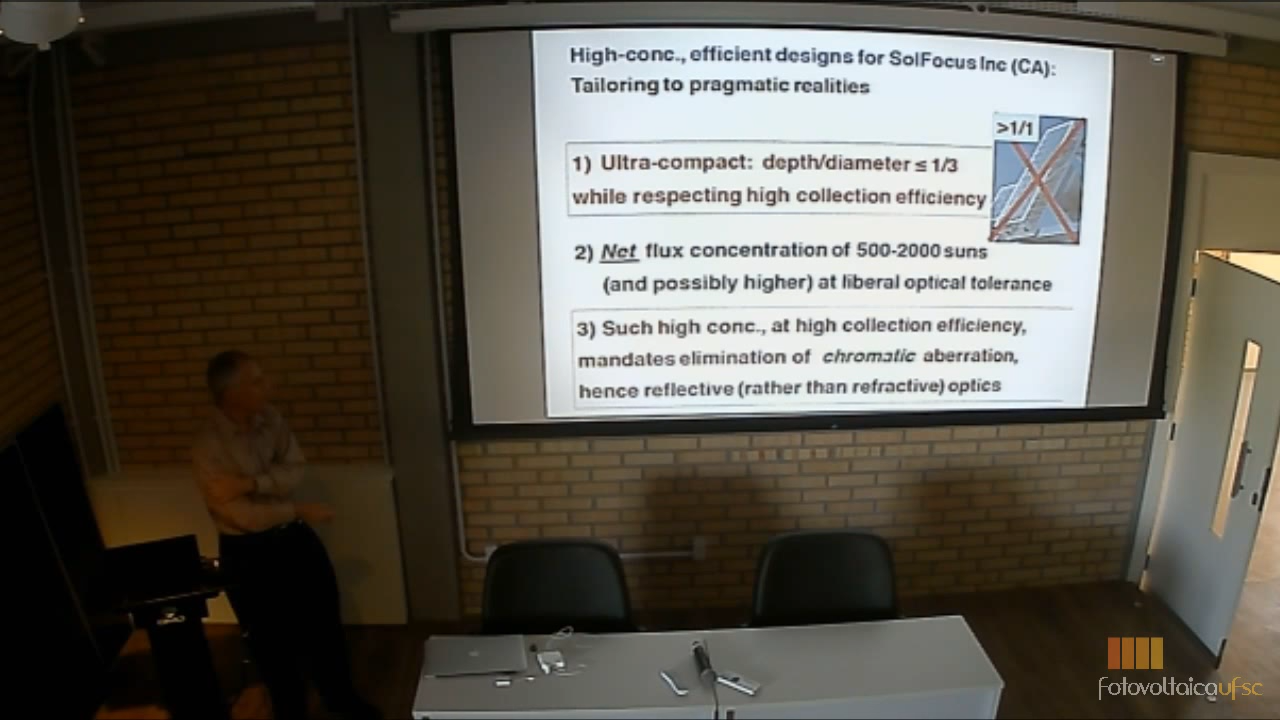 High-conc., efficient designs for SolFocus Inc (CA):
Tailoring to pragmatic realities
>1/1
1) Ultra-compact: depth/diameter ≤ 1/3
while respecting high collection efficiency
2) Net flux concentration of 500-2000 suns
(and possibly higher) at liberal optical tolerance
3) Such high conc., at high collection efficiency,
mandates elimination of chromatic aberration,
hence reflective (rather than refractive) optics
fotovoltaicaufsc